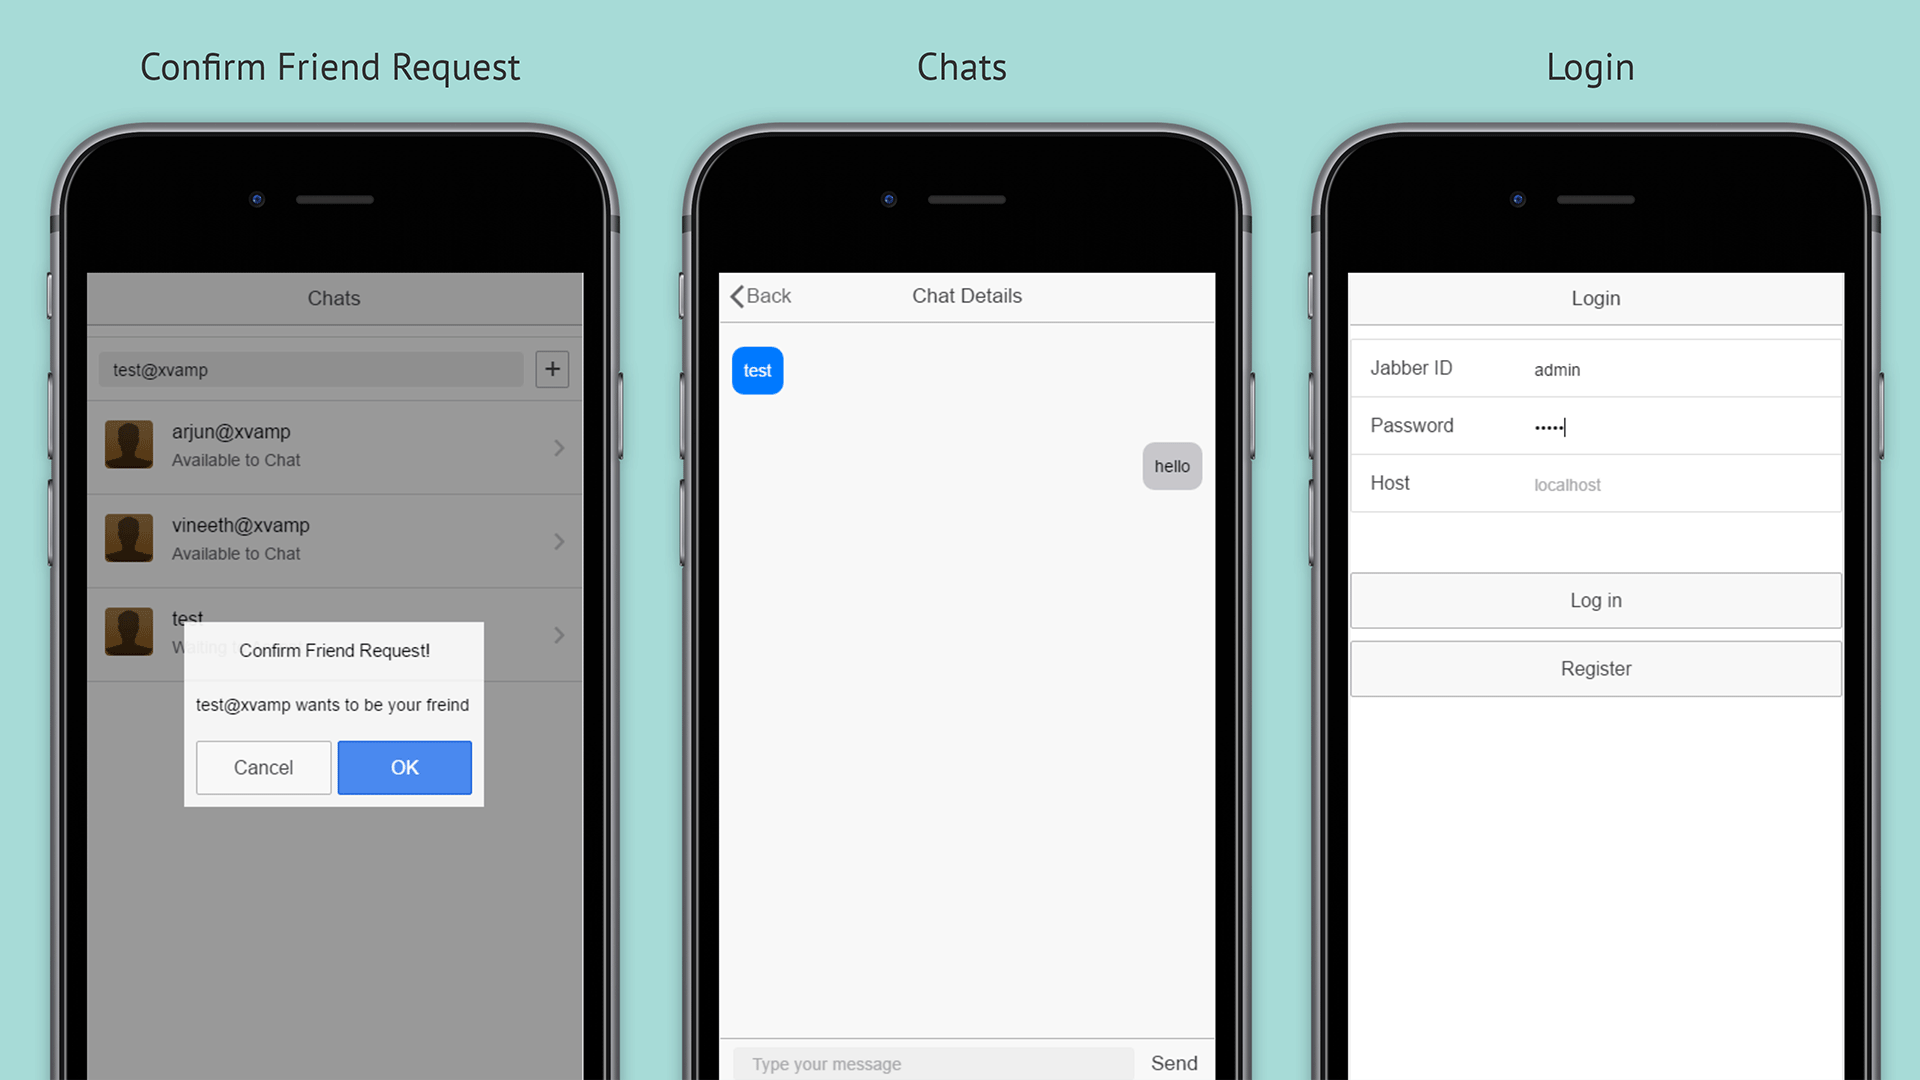 Confirm Friend Request
Chats
test@xvamp
+
arjun@xvamp
Available to Chat
vineeth@xvamp
Available to Chat
test
Waiting
Confirm Friend Request!
test@xvamp wants to be your freind
Cancel
OK
Chats
Back
Chat Details
test
hello
Type your message
Send
Login
Login
Jabber ID
admin
Password
•••••
Host
localhost
Log in
Register